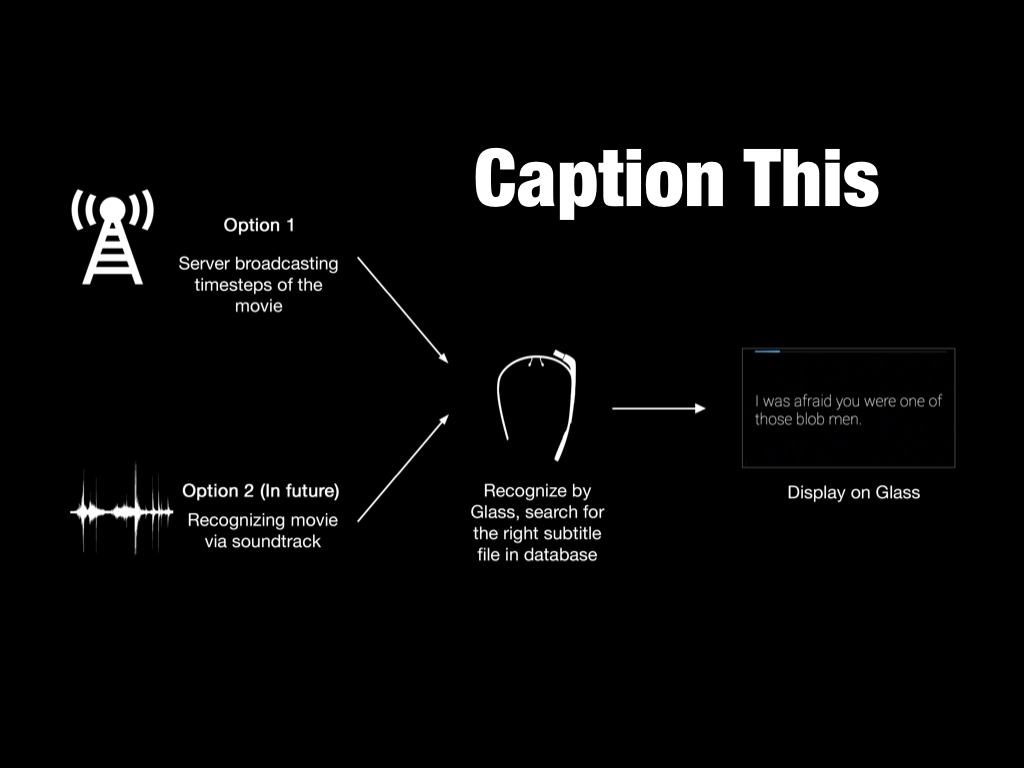 Caption This
Option 1
Server broadcasting
timesteps of the
movie
Option 2 (In future)
Recognizing movie
via soundtrack
Recognize by
Glass, search for
the right subtitle
file in database
I was afraid you were one of
those blob men.
Display on Glass